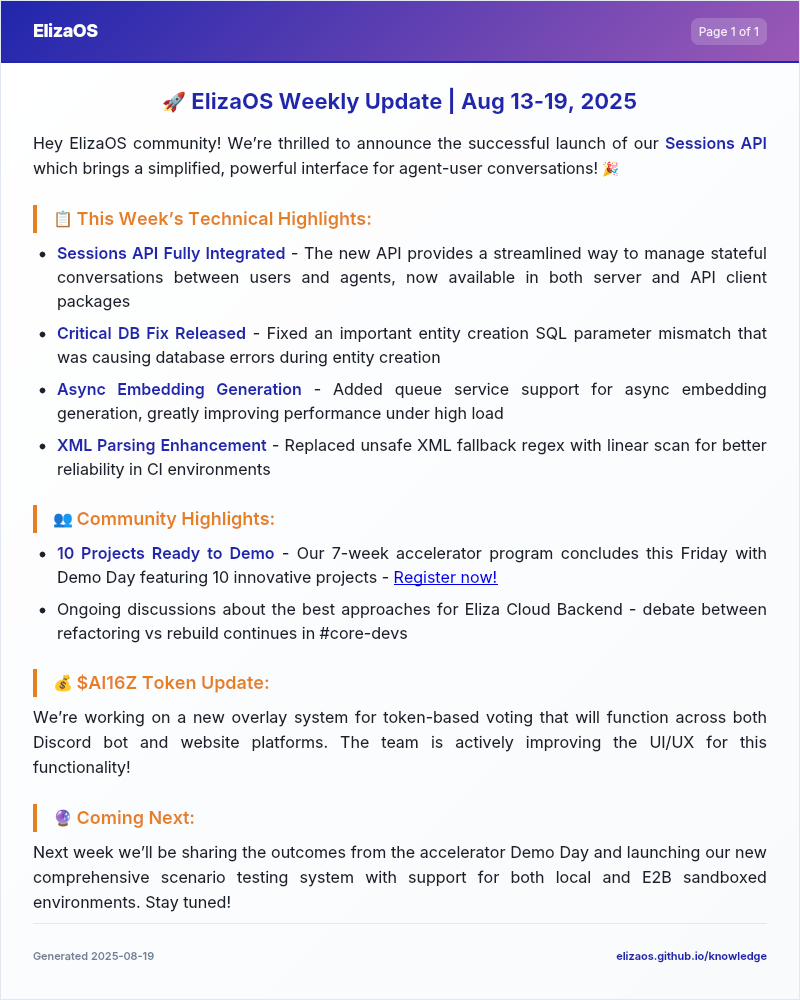 ElizaOS
Page 1 of 1
🚀 ElizaOS Weekly Update | Aug 13-19, 2025
Hey ElizaOS community! We’re thrilled to announce the successful launch of our Sessions API
which brings a simplified, powerful interface for agent-user conversations! 🎉
📋 This Week’s Technical Highlights:
• Sessions API Fully Integrated - The new API provides a streamlined way to manage stateful
conversations between users and agents, now available in both server and API client
packages
• Critical DB Fix Released - Fixed an important entity creation SQL parameter mismatch that
was causing database errors during entity creation
• Async Embedding Generation - Added queue service support for async embedding
generation, greatly improving performance under high load
• XML Parsing Enhancement - Replaced unsafe XML fallback regex with linear scan for better
reliability in CI environments
👥 Community Highlights:
• 10 Projects Ready to Demo - Our 7-week accelerator program concludes this Friday with
Demo Day featuring 10 innovative projects - Register now!
• Ongoing discussions about the best approaches for Eliza Cloud Backend - debate between
refactoring vs rebuild continues in #core-devs
💰 $AI16Z Token Update:
We’re working on a new overlay system for token-based voting that will function across both
Discord bot and website platforms. The team is actively improving the UI/UX for this
functionality!
🔮 Coming Next:
Next week we’ll be sharing the outcomes from the accelerator Demo Day and launching our new
comprehensive scenario testing system with support for both local and E2B sandboxed
environments. Stay tuned!
Generated 2025-08-19
elizaos.github.io/knowledge